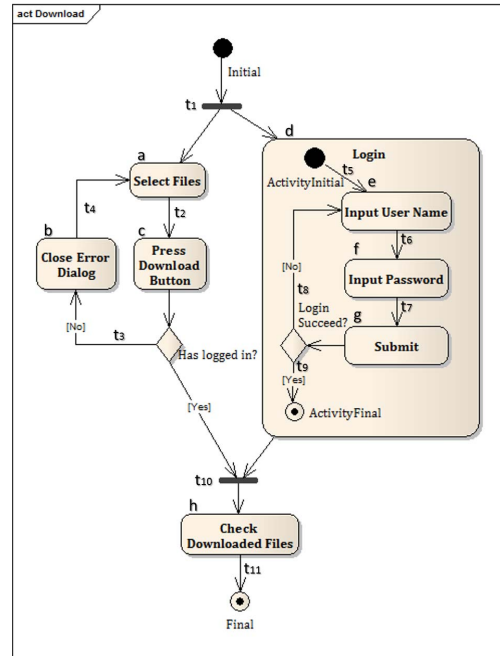 act Download
Initial
t1
d
a
Login
Select Files
t5
ActivityInitial
e
t4
t2
Input User Name
b
c
t6
Close Error
Dialog
Press
Download
Button
[No]
f
Input Password
t8
t7
Login
Succeed?
g
[No]
t3
Has logged in?
Submit
t9
[Yes]
[Yes]
ActivityFinal
t10
h
Check
Downloaded Files
t11
Final